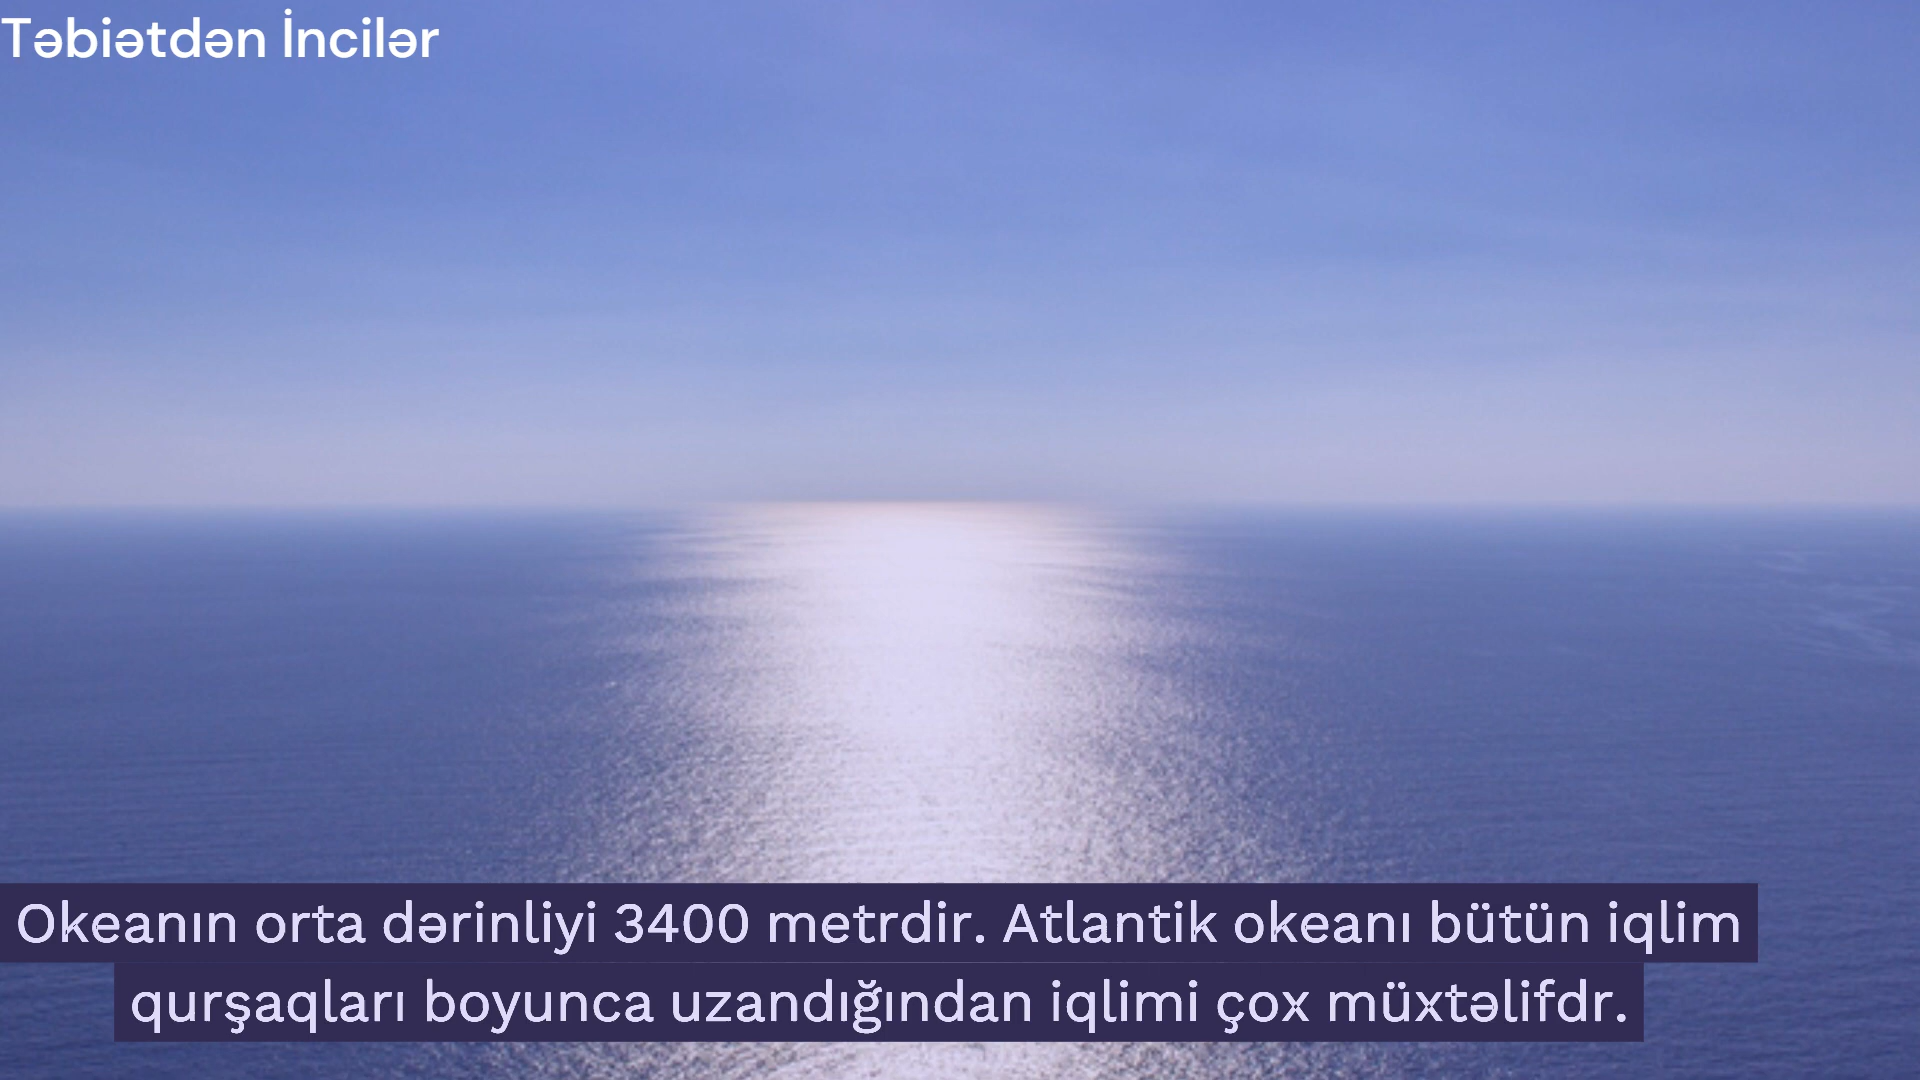 Təbiətdən İncilər
Okeanın orta dərinliyi 3400 metrdir. Atlantik okeanı bütün iqlim
qurşaqları boyunca uzandığından iqlimi çox müxtəlifdr.